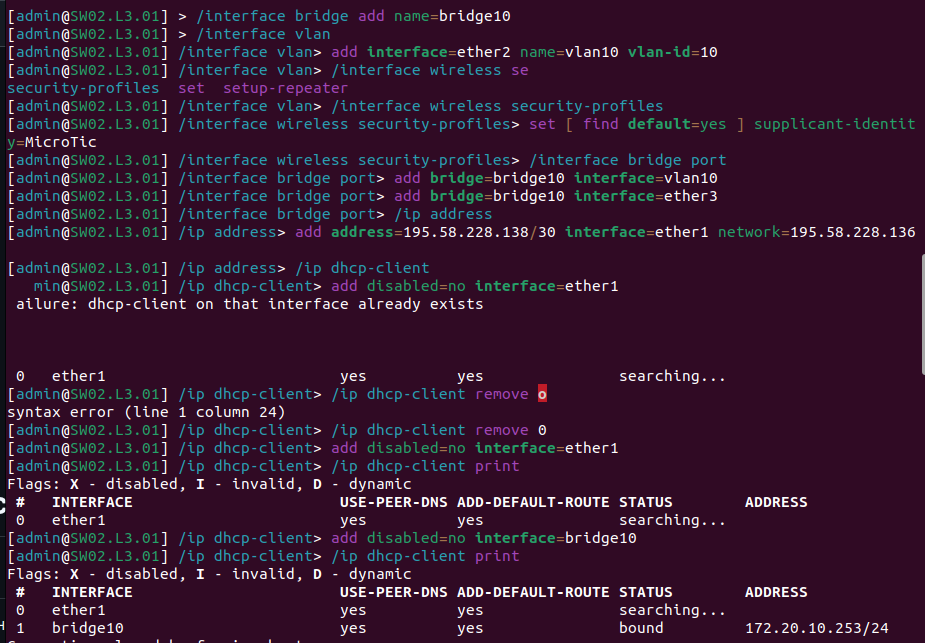 [admin@SW02.L3.01] > /interface bridge add name=bridge10
[admin@SW02.L3.01] > /interface vlan
[admin@SW02.L3.01] /interface vlan> add interface=ether2 name=vlan10 vlan-id=10
[admin@SW02.L3.01] /interface vlan> /interface wireless se
security-profiles  set  setup-repeater
[admin@SW02.L3.01] /interface vlan> /interface wireless security-profiles
[admin@SW02.L3.01] /interface wireless security-profiles> set [ find default=yes ] supplicant-identit
y=MicroTic
[admin@SW02.L3.01] /interface wireless security-profiles> /interface bridge port
[admin@SW02.L3.01] /interface bridge port> add bridge=bridge10 interface=vlan10
[admin@SW02.L3.01] /interface bridge port> add bridge=bridge10 interface=ether3
[admin@SW02.L3.01] /interface bridge port> /ip address
[admin@SW02.L3.01] /ip address> add address=195.58.228.138/30 interface=ether1 network=195.58.228.136
[admin@SW02.L3.01] /ip address> /ip dhcp-client
min@SW02.L3.01] /ip dhcp-client> add disabled=no interface=ether1
ailure: dhcp-client on that interface already exists
0   ether1                          yes          yes               searching...
[admin@SW02.L3.01] /ip dhcp-client> /ip dhcp-client remove o
syntax error (line 1 column 24)
[admin@SW02.L3.01] /ip dhcp-client> /ip dhcp-client remove 0
[admin@SW02.L3.01] /ip dhcp-client> add disabled=no interface=ether1
[admin@SW02.L3.01] /ip dhcp-client> /ip dhcp-client print
Flags: X - disabled, I - invalid, D - dynamic
#   INTERFACE                       USE-PEER-DNS ADD-DEFAULT-ROUTE STATUS        ADDRESS
0   ether1                          yes          yes               searching...
[admin@SW02.L3.01] /ip dhcp-client> add disabled=no interface=bridge10
[admin@SW02.L3.01] /ip dhcp-client> /ip dhcp-client print
Flags: X - disabled, I - invalid, D - dynamic
#   INTERFACE                       USE-PEER-DNS ADD-DEFAULT-ROUTE STATUS        ADDRESS
0   ether1                          yes          yes               searching...
1   bridge10                        yes          yes               bound         172.20.10.253/24